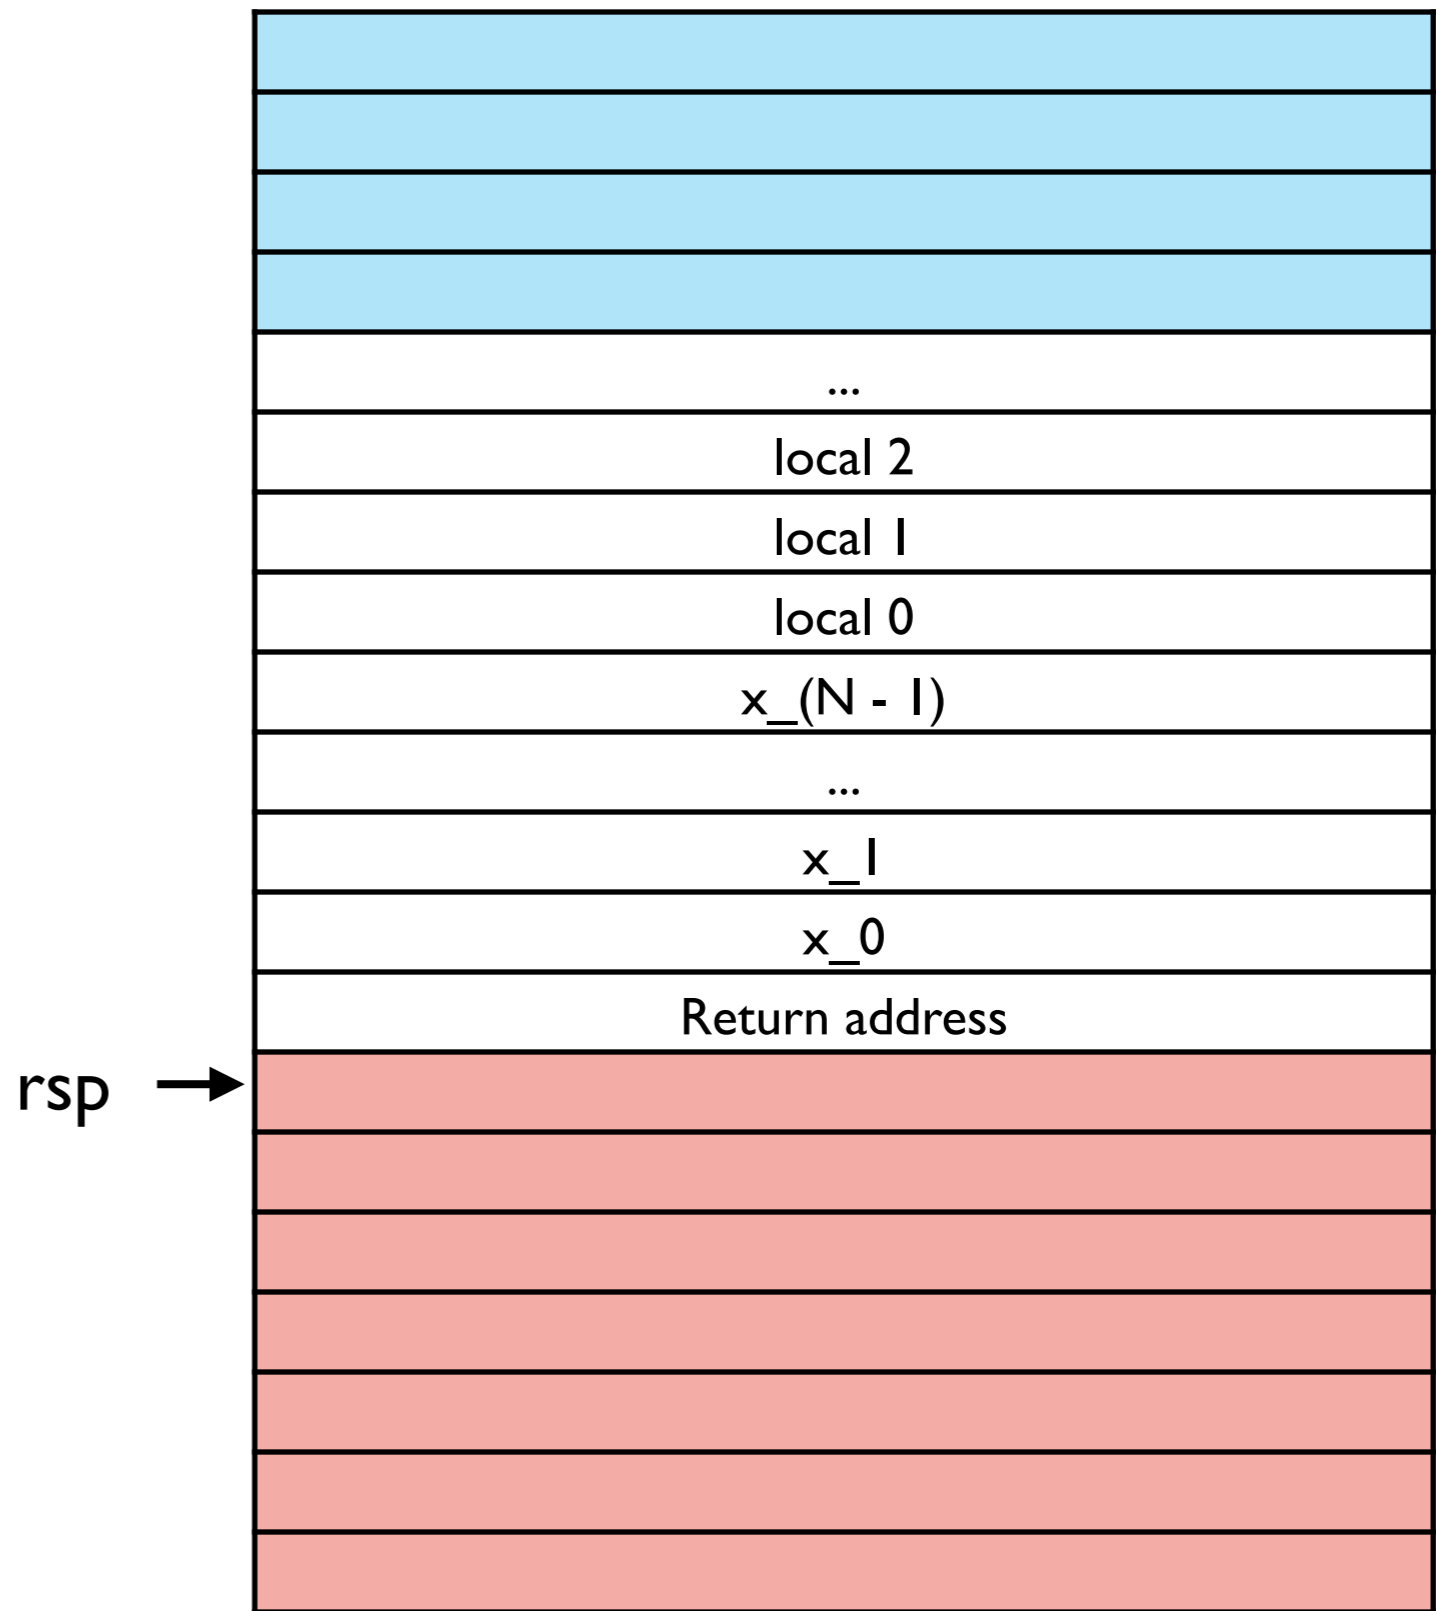 ...
local 2
local 1
local 0
x_(N - 1)
...
x_1
x_0
Return address
rsp